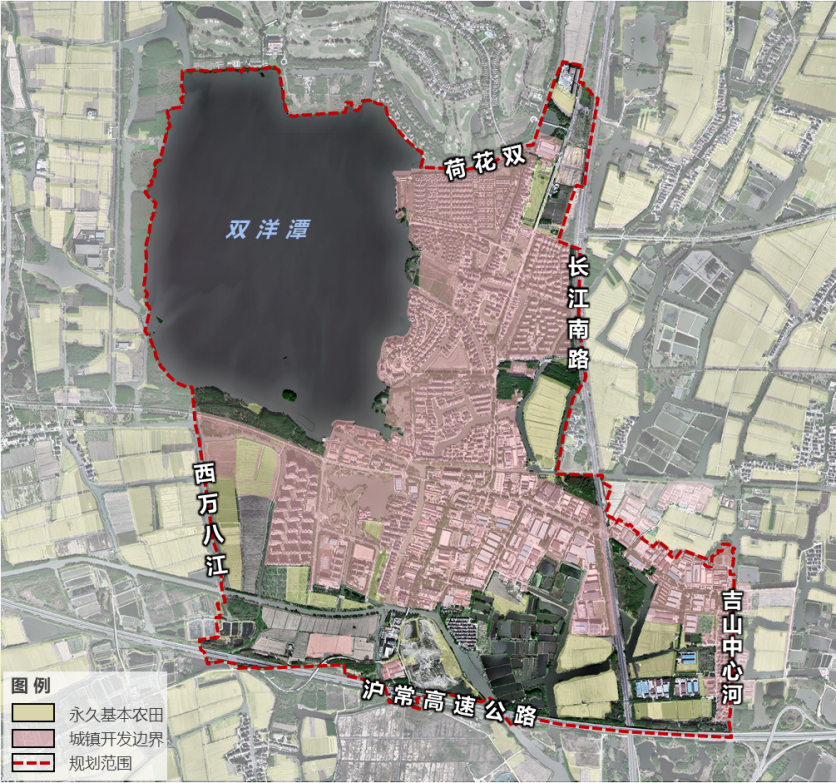 荷花双
双洋潭
长江南路
西万八江
吉山中心河
沪常高速公路
图例
永久基本农田
城镇开发边界
规划范围